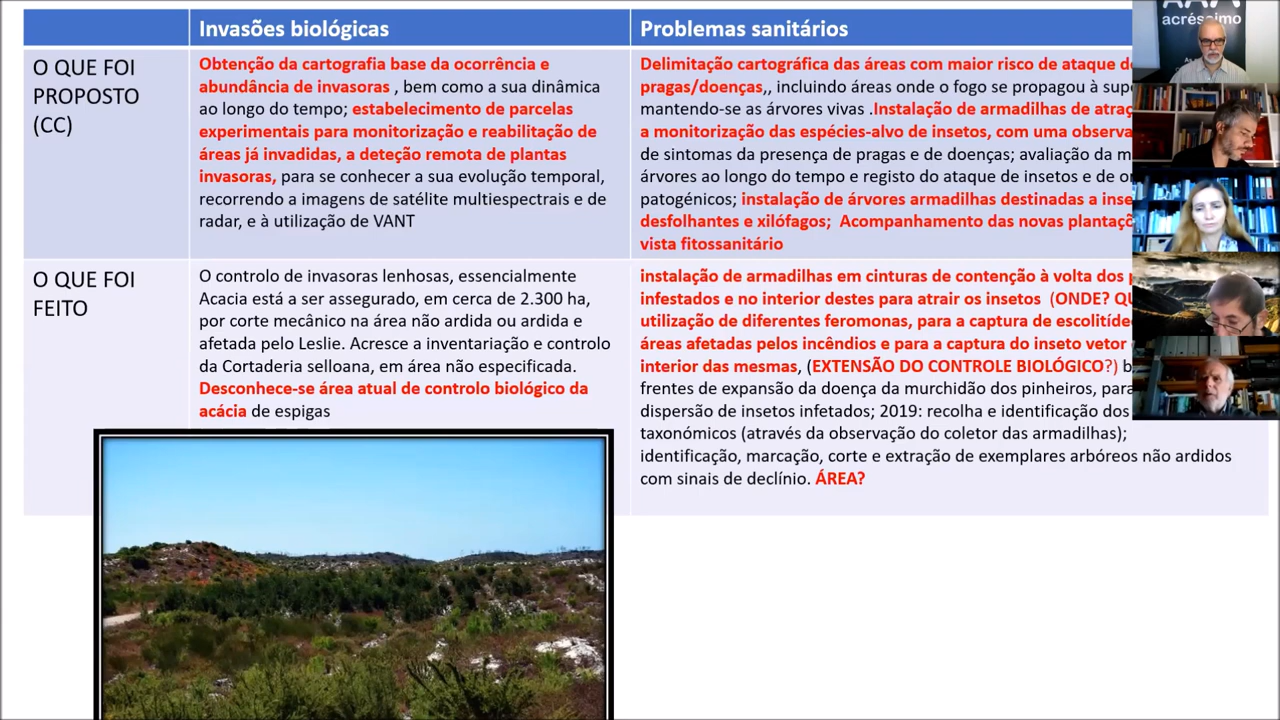 Invasões biológicas
Problemas sanitários
acréscimo
O QUE FOI
PROPOSTO
(CC)
Obtenção da cartografia base da ocorrência e
abundância de invasoras , bem como a sua dinâmica
ao longo do tempo; estabelecimento de parcelas
experimentais para monitorização e reabilitação de
áreas já invadidas, a deteção remota de plantas
invasoras, para se conhecer a sua evolução temporal,
recorrendo a imagens de satélite multiespectrais e de
radar, e à utilização de VANT
Delimitação cartográfica das áreas com maior risco de ataque
pragas/doenças,, incluindo áreas onde o fogo se propagou à
mantendo-se as árvores vivas .Instalação de armadilhas de
a monitorização das espécies-alvo de insetos, com uma
de sintomas da presença de pragas e de doenças; avaliação da
árvores ao longo do tempo e registo do ataque de insetos e de
patogénicos; instalação de árvores armadilhas destinadas a
desfolhantes e xilófagos; Acompanhamento das novas
vista fitossanitário
O QUE FOI
FEITO
O controlo de invasoras lenhosas, essencialmente
Acacia está a ser assegurado, em cerca de 2.300 ha,
por corte mecânico na área não ardida ou ardida e
afetada pelo Leslie. Acresce a inventariação e controlo
da Cortaderia selloana, em área não especificada.
Desconhece-se área atual de controlo biológico da
acácia de espigas
instalação de armadilhas em cinturas de contenção à volta dos
infestados e no interior destes para atrair os insetos (ONDE?
utilização de diferentes feromonas, para a captura de
áreas afetadas pelos incêndios e para a captura do inseto vetor
interior das mesmas, (EXTENSÃO DO CONTROLE BIOLÓGICO?)
frentes de expansão da doença da murchidão dos pinheiros, para
dispersão de insetos infetados; 2019: recolha e identificação dos
taxonómicos (através da observação do coletor das armadilhas);
identificação, marcação, corte e extração de exemplares arbóreos não ardidos
com sinais de declínio. ÁREA?